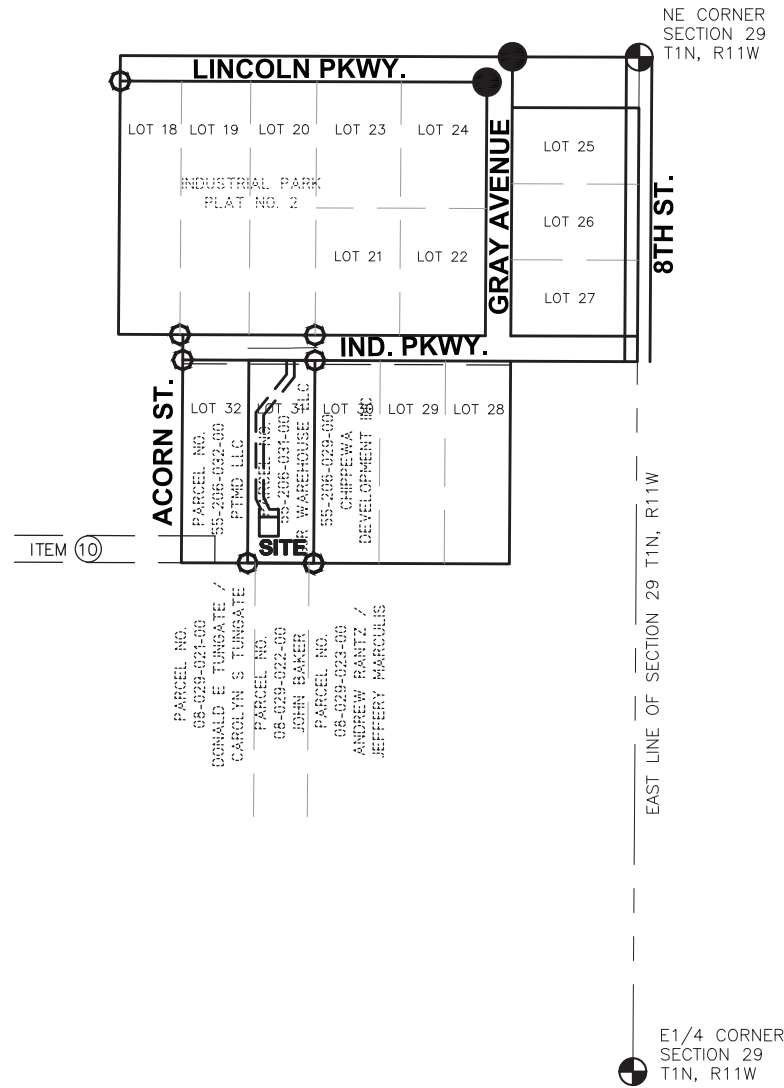 NE CORNER
SECTION 29
T1N, R11W
LINCOLN PKWY.
LOT 18
LOT 19
LOT 20
LOT 23
LOT 24
INDUSTRIAL PARK
PLAT NO. 2
LOT 21
LOT 22
GRAY AVENUE
LOT 25
LOT 26
LOT 27
8TH ST.
IND. PKWY.
ACORN ST.
LOT 32
LOT 31
LOT 30
LOT 29
LOT 28
PARCEL NO.
55-206-032-00
PTMD LLC
PARCEL NO.
55-206-031-00
WAREHOUSE LLC
55-206-029-00
CHIPPEWA
DEVELOPMENT INC
SITE
ITEM 10
PARCEL NO.
08-029-021-00
DONALD E TUNGATE /
CAROLYN S TUNGATE
PARCEL NO.
08-029-022-00
JOHN BAKER
PARCEL NO.
08-029-023-00
ANDREW RANTZ /
JEFFERY MARCULIS
EAST LINE OF SECTION 29 T1N, R11W
E1/4 CORNER
SECTION 29
T1N, R11W